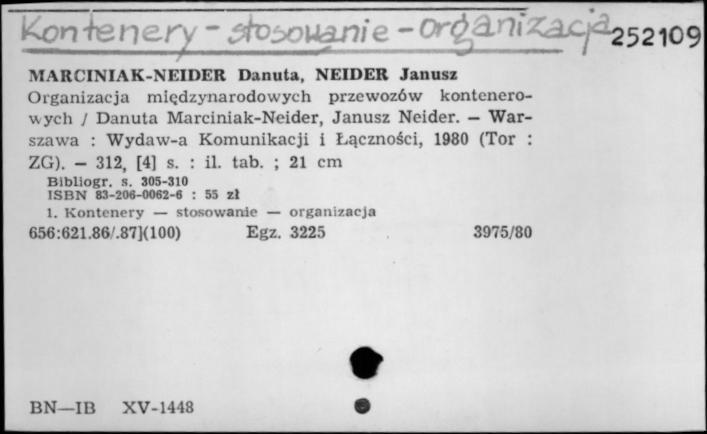 Kontenery - stosowanie - organizacja 252109
MARCINIAK-NEIDER Danuta, NEIDER Janusz
Organizacja międzynarodowych przewozów kontenero-
wych / Danuta Marciniak-Neider, Janusz Neider. — War-
szawa : Wydaw-a Komunikacji i Łączności, 1980 (Tor :
ZG). — 312, [4] s. : il. tab. ; 21 cm
Bibliogr. s. 305-310
ISBN 83-206-0062-6 : 55 zł
1. Kontenery — stosowanie — organizacja
656:621.86/.87](100) Egz. 3225 3975/80
BN—IB XV-1448